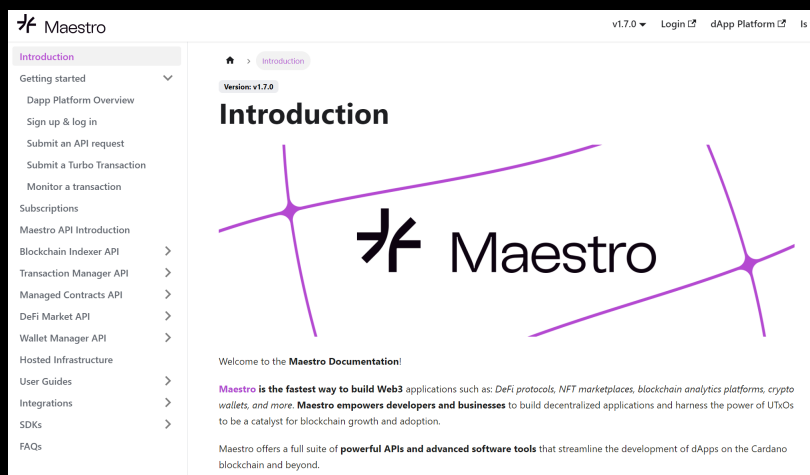 Maestro
v1.7.0
Login
dApp Platform
Is
Introduction
Getting started
Dapp Platform Overview
Sign up & log in
Submit an API request
Submit a Turbo Transaction
Monitor a transaction
Subscriptions
Maestro API Introduction
Blockchain Indexer API
Transaction Manager API
Managed Contracts API
DeFi Market API
Wallet Manager API
Hosted Infrastructure
User Guides
Integrations
SDKs
FAQs
Introduction
Version: v1.7.0
Introduction
Maestro
Welcome to the Maestro Documentation!
Maestro is the fastest way to build Web3 applications such as: DeFi protocols, NFT marketplaces, blockchain analytics platforms, crypto
wallets, and more. Maestro empowers developers and businesses to build decentralized applications and harness the power of UTxOs
to be a catalyst for blockchain growth and adoption.
Maestro offers a full suite of powerful APIs and advanced software tools that streamline the development of dApps on the Cardano
blockchain and beyond.